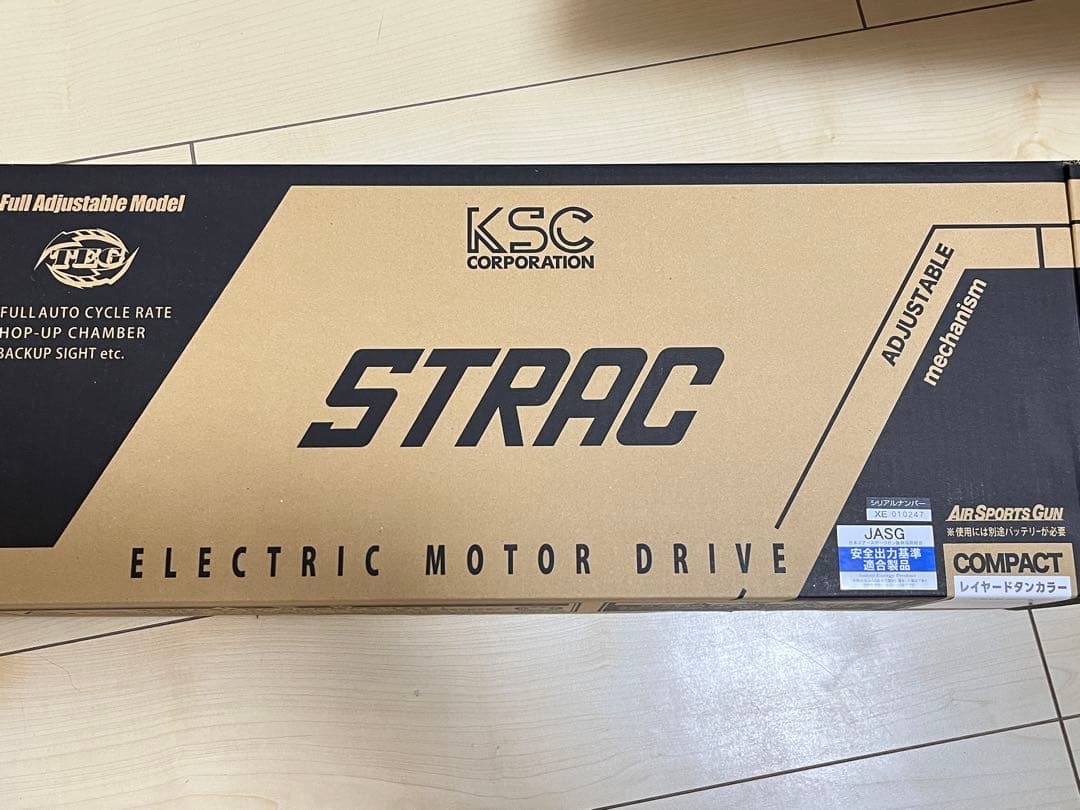 Full Adjustable Model
TEG
FULLAUTO CYCLE RATE
HOP-UP CHAMBER
BACKUP SIGHT etc.
KSC
CORPORATION
STRAC
ELECTRIC MOTOR DRIVE
ADJUSTABLE
mechanism
シリアルナンバー
XE 010247
JASG
安全出力基準
適合製品
AIR SPORTS GUN
※使用には別途バッテリーが必要
COMPACT
レイヤードタンカラー